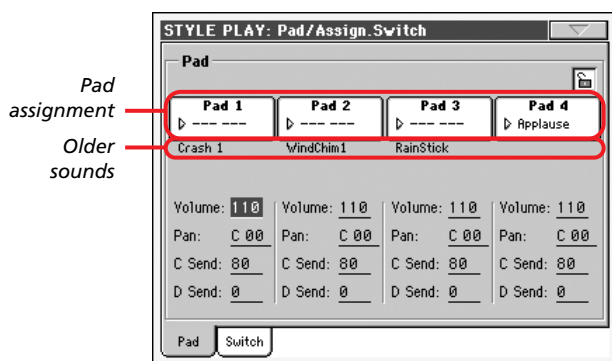 STYLE PLAY: Pad/Assign.Switch
Pad
Pad assignment
Pad 1 Pad 2 Pad 3 Pad 4
--- --- --- --- --- --- Applause
Older sounds
Crash 1 WindChim1 RainStick
Volume: 110 Volume: 110 Volume: 110 Volume: 110
Pan: C 00 Pan: C 00 Pan: C 00 Pan: C 00
C Send: 80 C Send: 80 C Send: 80 C Send: 80
D Send: 0 D Send: 0 D Send: 0 D Send: 0
Pad Switch